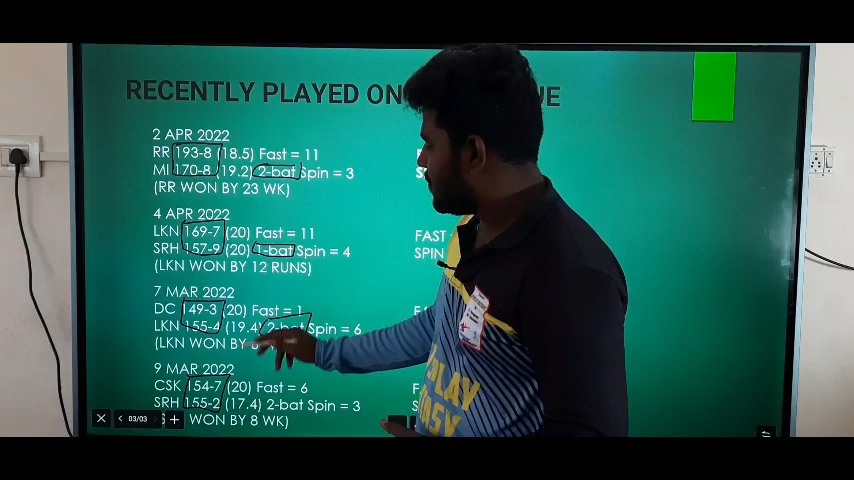 RECENTLY PLAYED ON UE
2 APR 2022
RR 193-8 (18.5) Fast = 11
MI 170-8 (19.2) 2-bat Spin = 3
(RR WON BY 23 WK)
4 APR 2022
LKN 169-7 (20) Fast = 11
SRH 157-9 (20) 1-bat Spin = 4
(LKN WON BY 12 RUNS)
FAST
SPIN
7 MAR 2022
DC 149-3 (20) Fast = 1
LKN 155-4 (19.4) 2-bat Spin = 6
(LKN WON BY
9 MAR 2022
CSK 154-7 (20) Fast = 6
SRH 155-2 (17.4) 2-bat Spin = 3
WON BY 8 WK)
03/03
PLAY